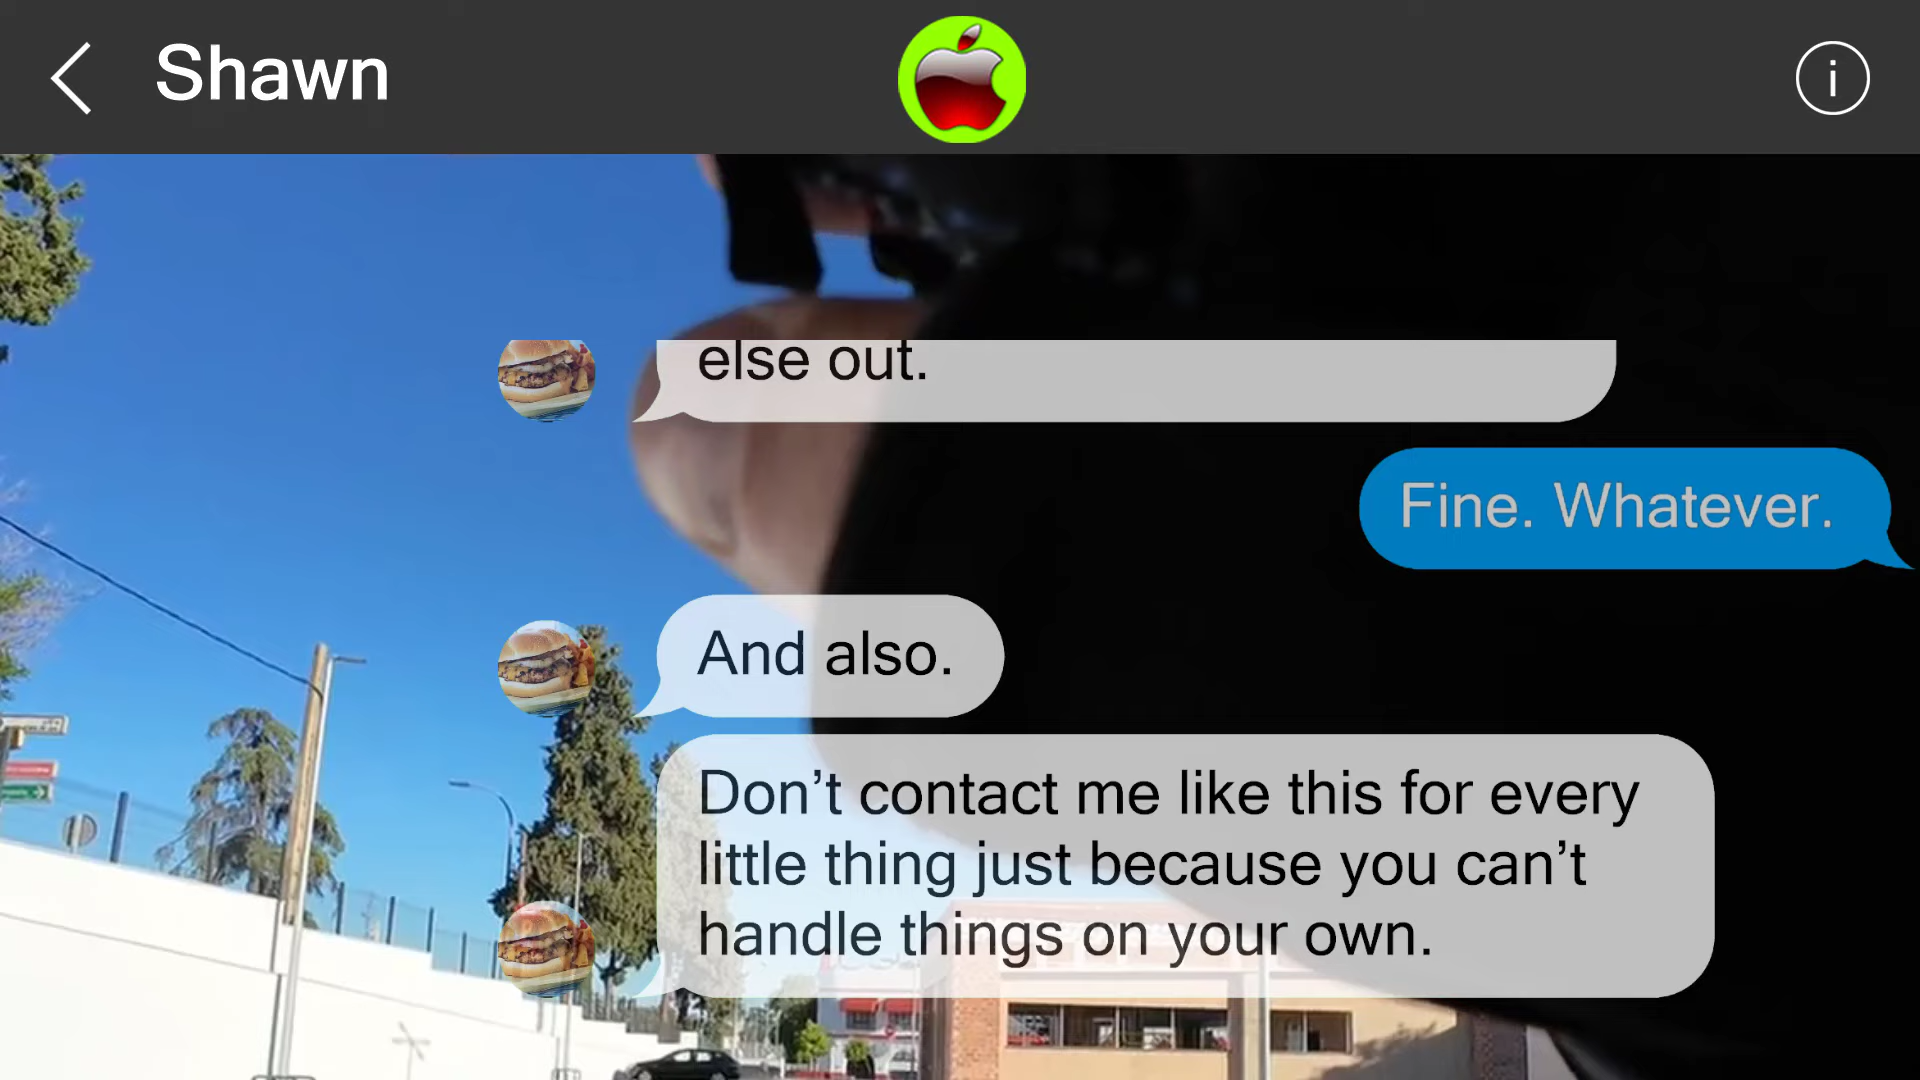 Shawn
else out.
Fine. Whatever.
And also.
Don’t contact me like this for every
little thing just because you can’t
handle things on your own.